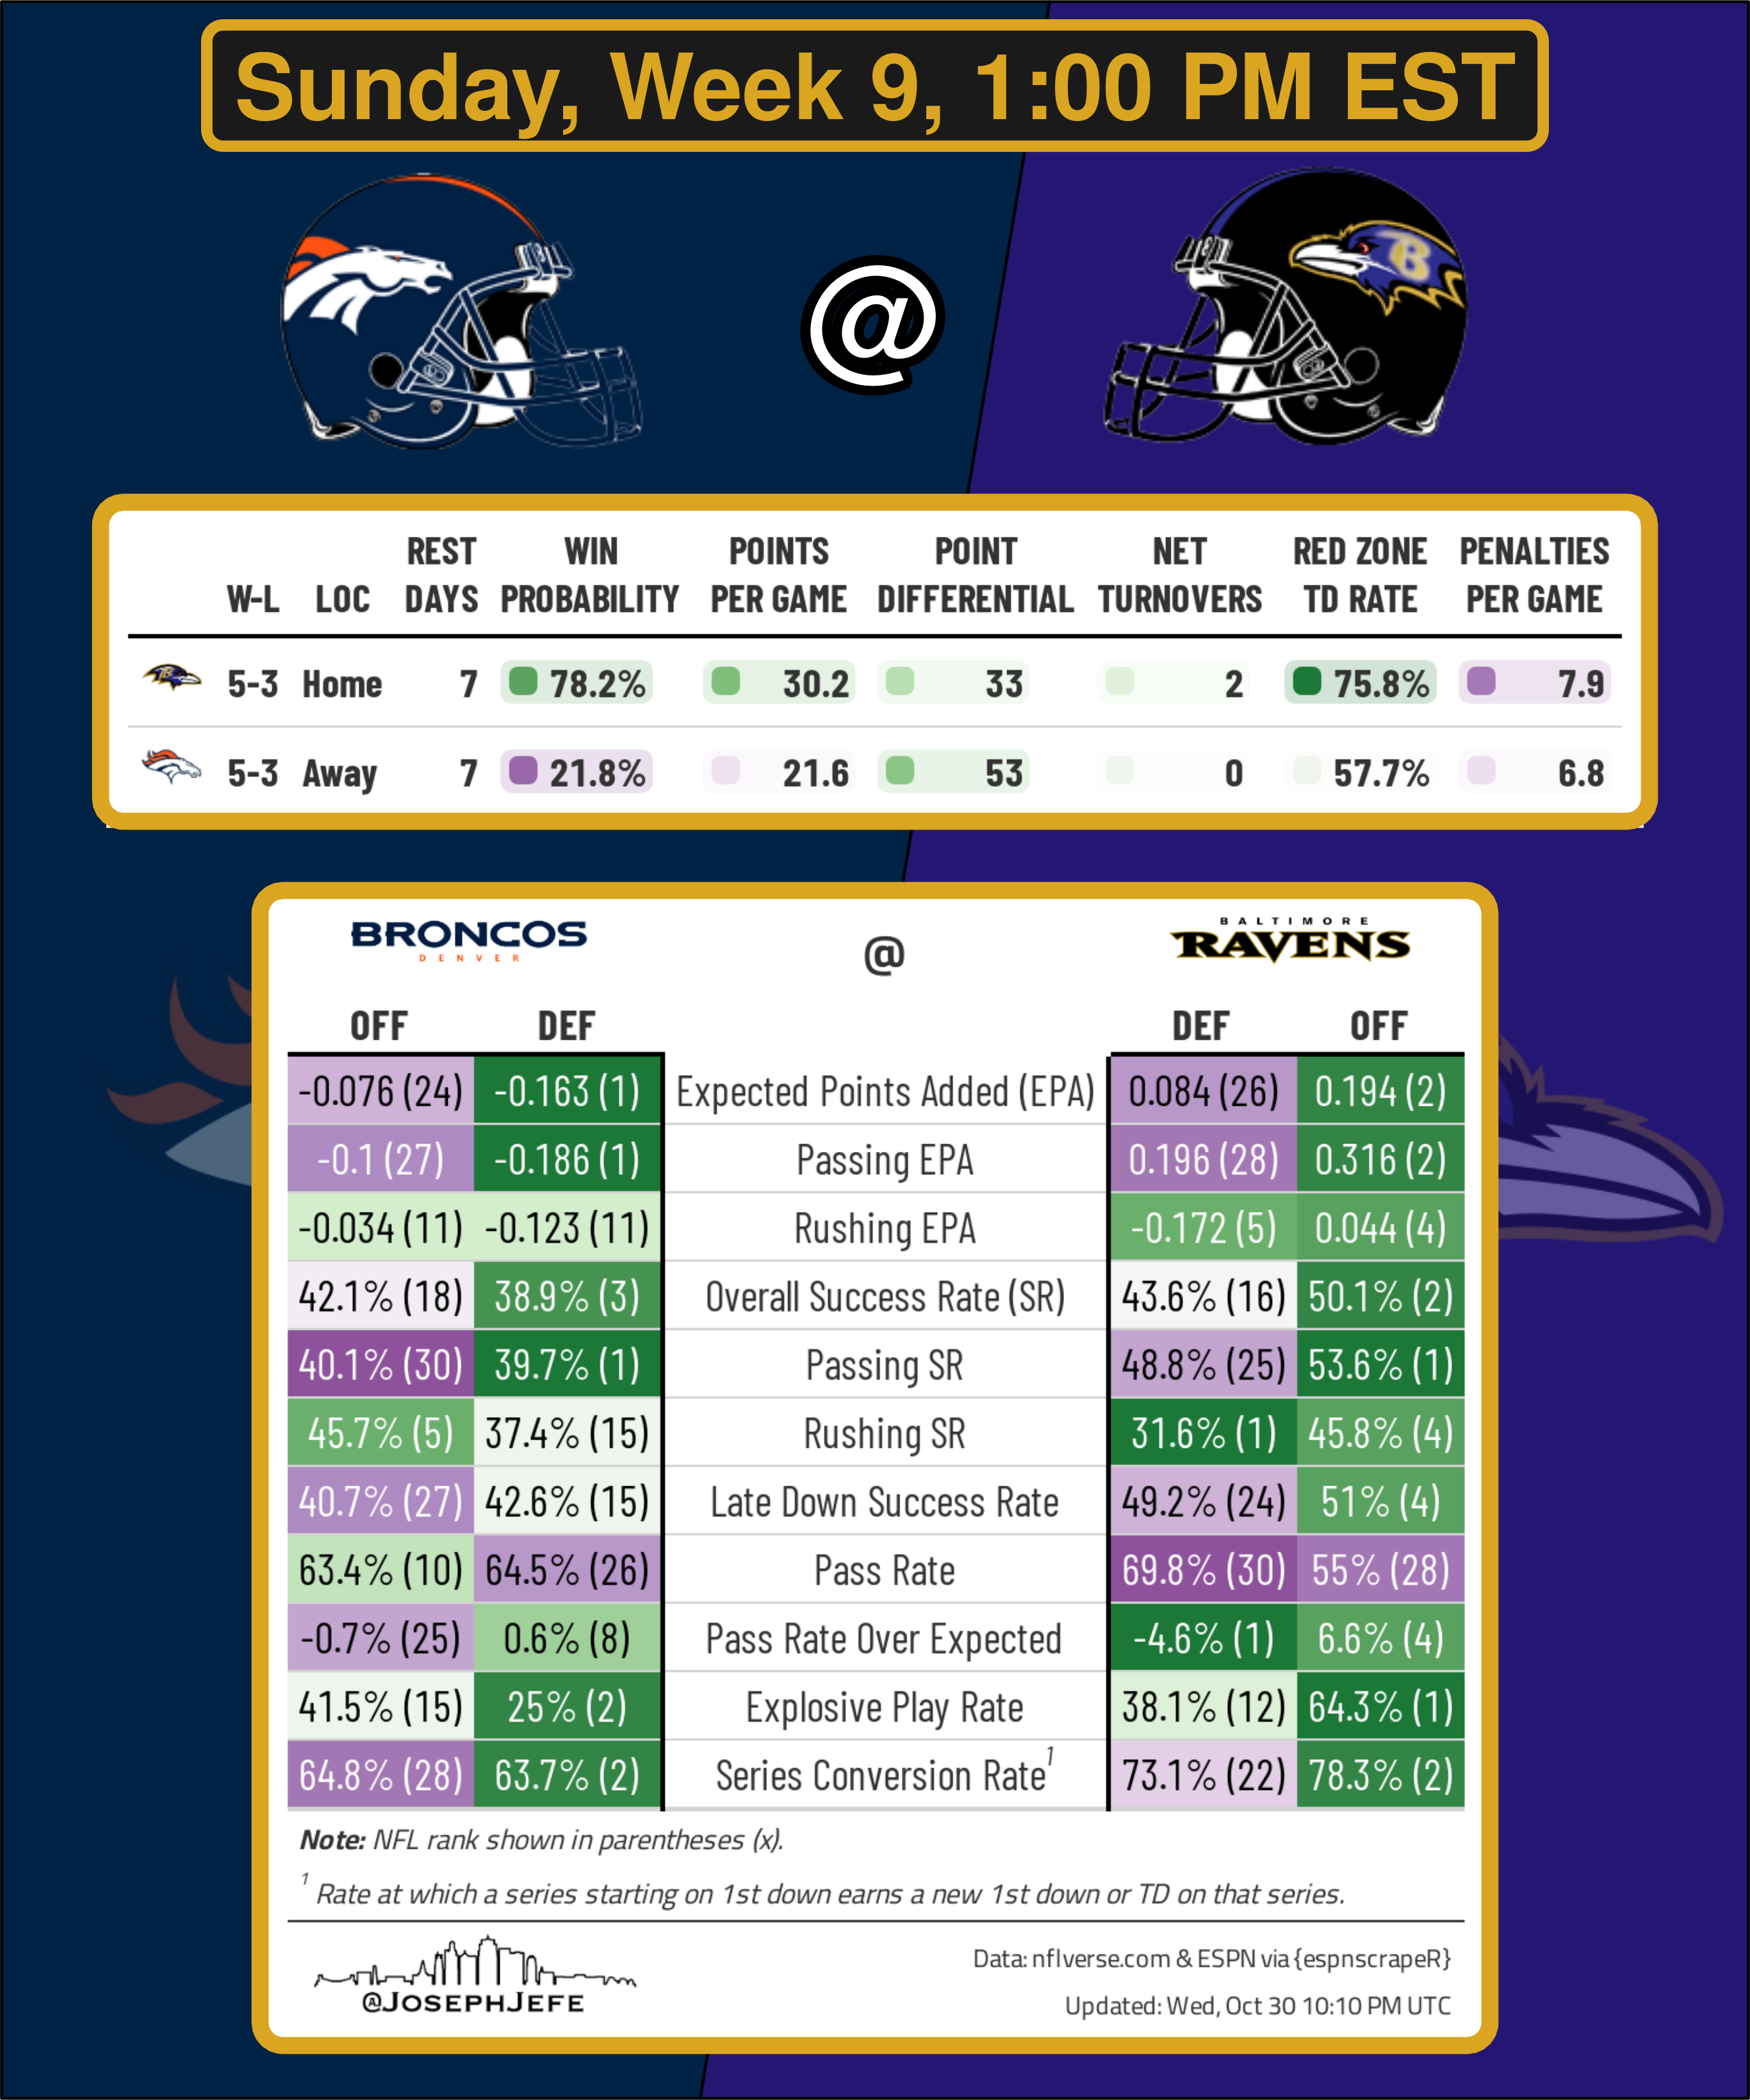 Sunday, Week 9, 1:00 PM EST
@
W-L LOC REST DAYS WIN PROBABILITY POINTS PER GAME POINT DIFFERENTIAL NET TURNOVERS RED ZONE TD RATE PENALTIES PER GAME
5-3 Home 7 78.2% 30.2 33 2 75.8% 7.9
5-3 Away 7 21.8% 21.6 53 0 57.7% 6.8
BRONCOS DENVER @ BALTIMORE RAVENS
OFF DEF DEF OFF
-0.076 (24) -0.163 (1) Expected Points Added (EPA) 0.084 (26) 0.194 (2)
-0.1 (27) -0.186 (1) Passing EPA 0.196 (28) 0.316 (2)
-0.034 (11) -0.123 (11) Rushing EPA -0.172 (5) 0.044 (4)
42.1% (18) 38.9% (3) Overall Success Rate (SR) 43.6% (16) 50.1% (2)
40.1% (30) 39.7% (1) Passing SR 48.8% (25) 53.6% (1)
45.7% (5) 37.4% (15) Rushing SR 31.6% (1) 45.8% (4)
40.7% (27) 42.6% (15) Late Down Success Rate 49.2% (24) 51% (4)
63.4% (10) 64.5% (26) Pass Rate 69.8% (30) 55% (28)
-0.7% (25) 0.6% (8) Pass Rate Over Expected -4.6% (1) 6.6% (4)
41.5% (15) 25% (2) Explosive Play Rate 38.1% (12) 64.3% (1)
64.8% (28) 63.7% (2) Series Conversion Rate¹ 73.1% (22) 78.3% (2)
Note: NFL rank shown in parentheses (x).
¹ Rate at which a series starting on 1st down earns a new 1st down or TD on that series.
@JOSEPHJEFE
Data: nflverse.com & ESPN via {espnscrapeR}
Updated: Wed, Oct 30 10:10 PM UTC